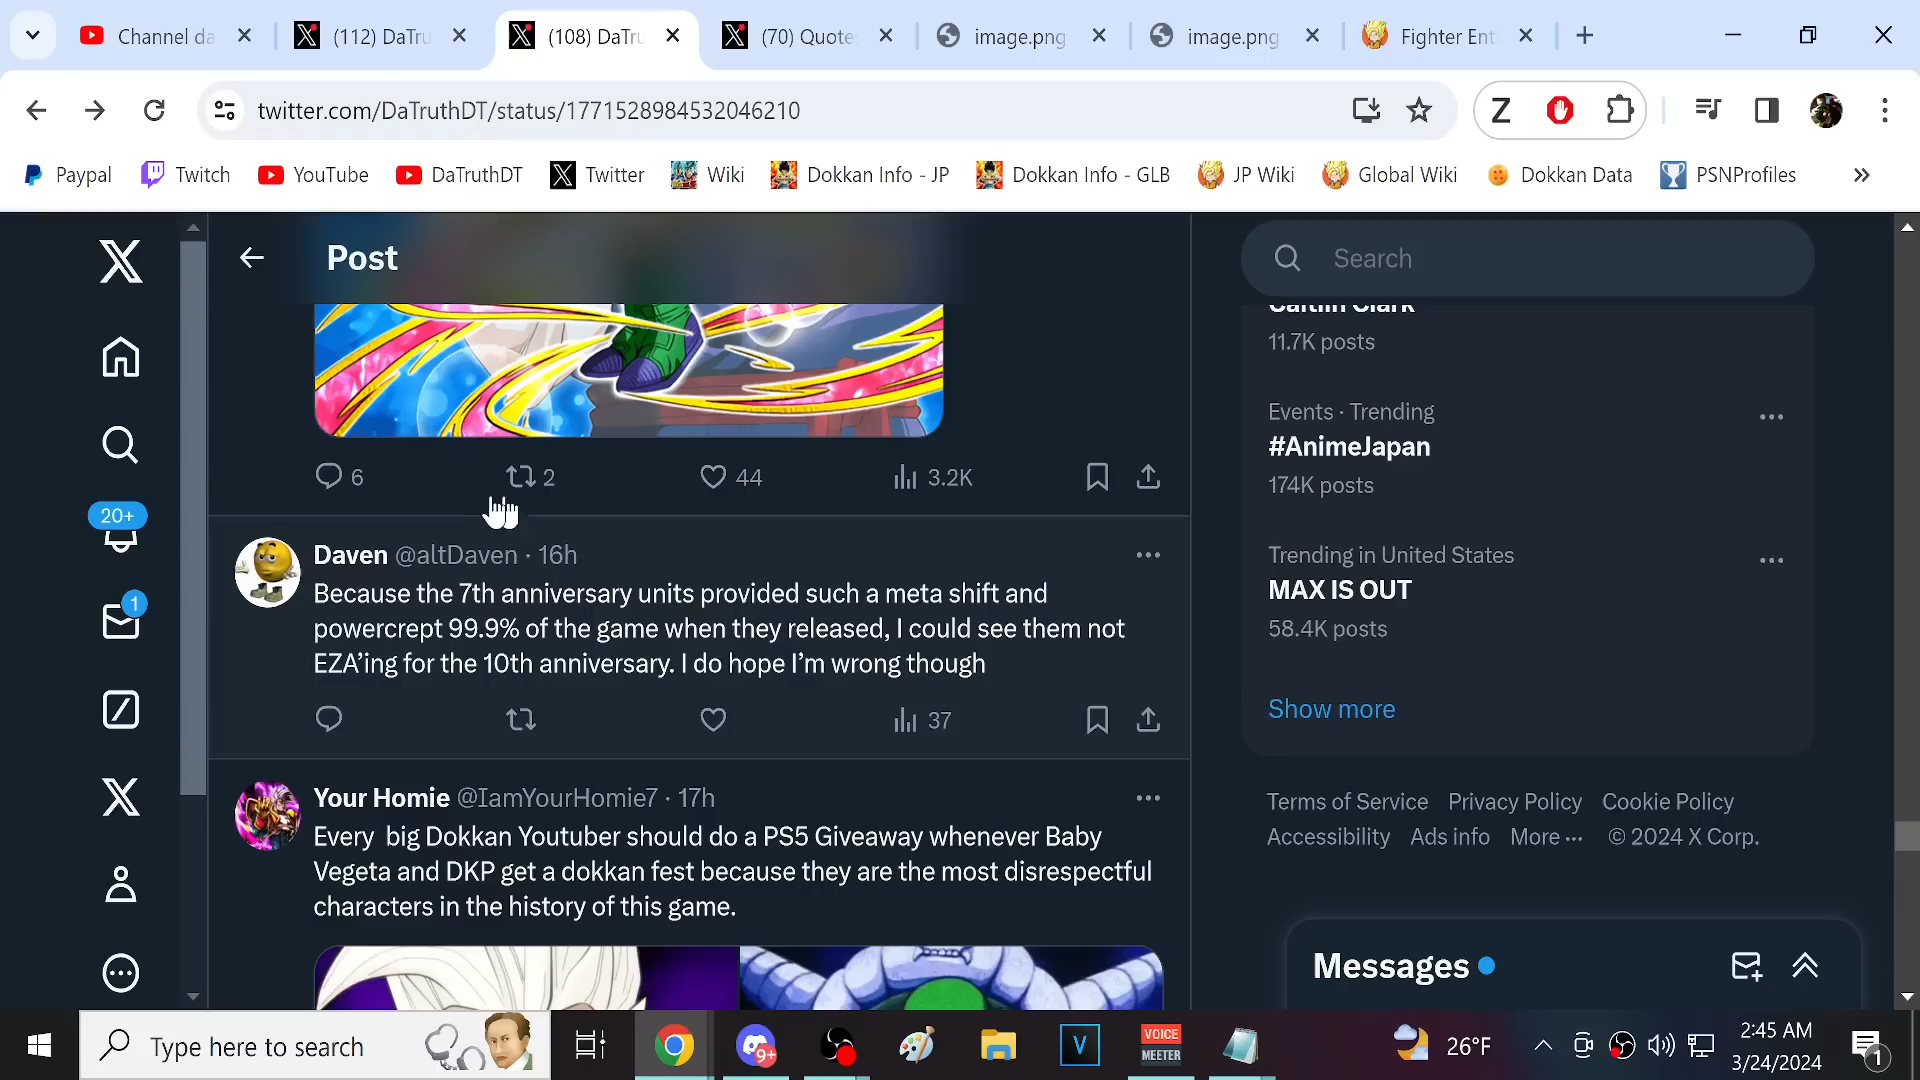 Channel da
(112) DaTru
(108) DaTru
(70) Quote
image.png
image.png
Fighter Ent
twitter.com/DaTruthDT/status/1771528984532046210
Paypal
Twitch
YouTube
DaTruthDT
Twitter
Wiki
Dokkan Info - JP
Dokkan Info - GLB
JP Wiki
Global Wiki
Dokkan Data
PSNProfiles
Post
Search
Caitlin Clark
11.7K posts
Events · Trending
#AnimeJapan
174K posts
Trending in United States
MAX IS OUT
58.4K posts
Show more
Terms of Service Privacy Policy Cookie Policy
Accessibility Ads info More ··· © 2024 X Corp.
Messages
20+
1
6
2
44
3.2K
Daven @altDaven · 16h
Because the 7th anniversary units provided such a meta shift and
powercrept 99.9% of the game when they released, I could see them not
EZA'ing for the 10th anniversary. I do hope I'm wrong though
37
Your Homie @IamYourHomie7 · 17h
Every big Dokkan Youtuber should do a PS5 Giveaway whenever Baby
Vegeta and DKP get a dokkan fest because they are the most disrespectful
characters in the history of this game.
Type here to search
9+
V
VOICE
MEETER
26°F
2:45 AM
3/24/2024
1